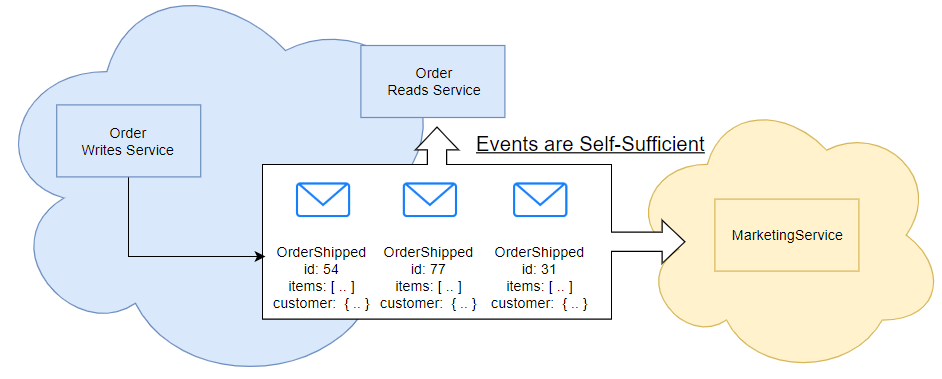 Order
Reads Service
Order
Writes Service
Events are Self-Sufficient
MarketingService
OrderShipped
id: 54
items: [ .. ]
customer:  { .. }
OrderShipped
id: 77
items: [ .. ]
customer:  { .. }
OrderShipped
id: 31
items: [ .. ]
customer:  { .. }